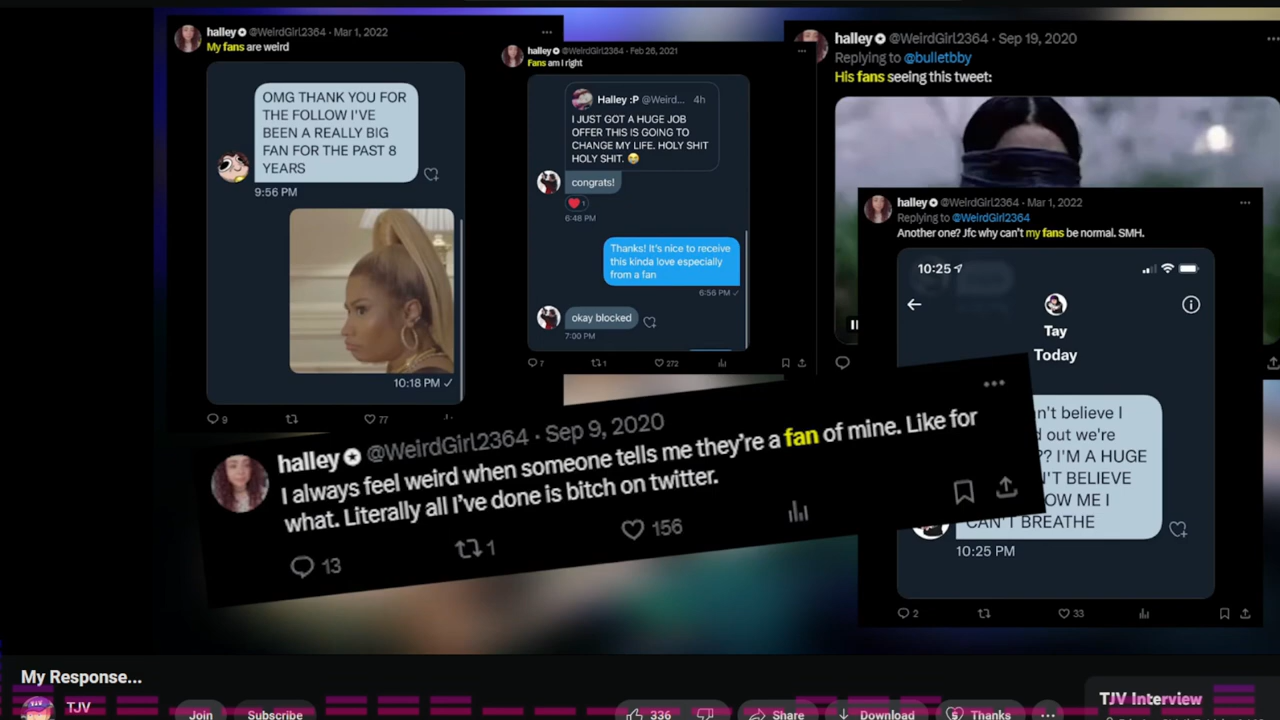 halley @WeirdGirl2364 · Mar 1, 2022
My fans are weird
OMG THANK YOU FOR
THE FOLLOW I'VE
BEEN A REALLY BIG
FAN FOR THE PAST 8
YEARS
9:56 PM
10:18 PM
9
77
halley @WeirdGirl2364 · Feb 26, 2021
Fans am I right
Halley :P @Weird... 4h
I JUST GOT A HUGE JOB
OFFER THIS IS GOING TO
CHANGE MY LIFE. HOLY SHIT
HOLY SHIT. 😭
congrats!
1
6:48 PM
Thanks! It's nice to receive
this kinda love especially
from a fan
6:56 PM
okay blocked
7:00 PM
7 1 272
halley @WeirdGirl2364 · Sep 19, 2020
Replying to @bulletbby
His fans seeing this tweet:
halley @WeirdGirl2364 · Mar 1, 2022
Replying to @WeirdGirl2364
Another one? Jfc why can't my fans be normal. SMH.
10:25
Tay
Today
n't believe I
d out we're
?? I'M A HUGE
'T BELIEVE
OW ME I
CAN'T BREATHE
10:25 PM
2 33
halley @WeirdGirl2364 · Sep 9, 2020
I always feel weird when someone tells me they're a fan of mine. Like for
what. Literally all I've done is bitch on twitter.
13 1 156
My Response...
TJV
Join Subscribe 336 Share Download Thanks ...
TJV Interview